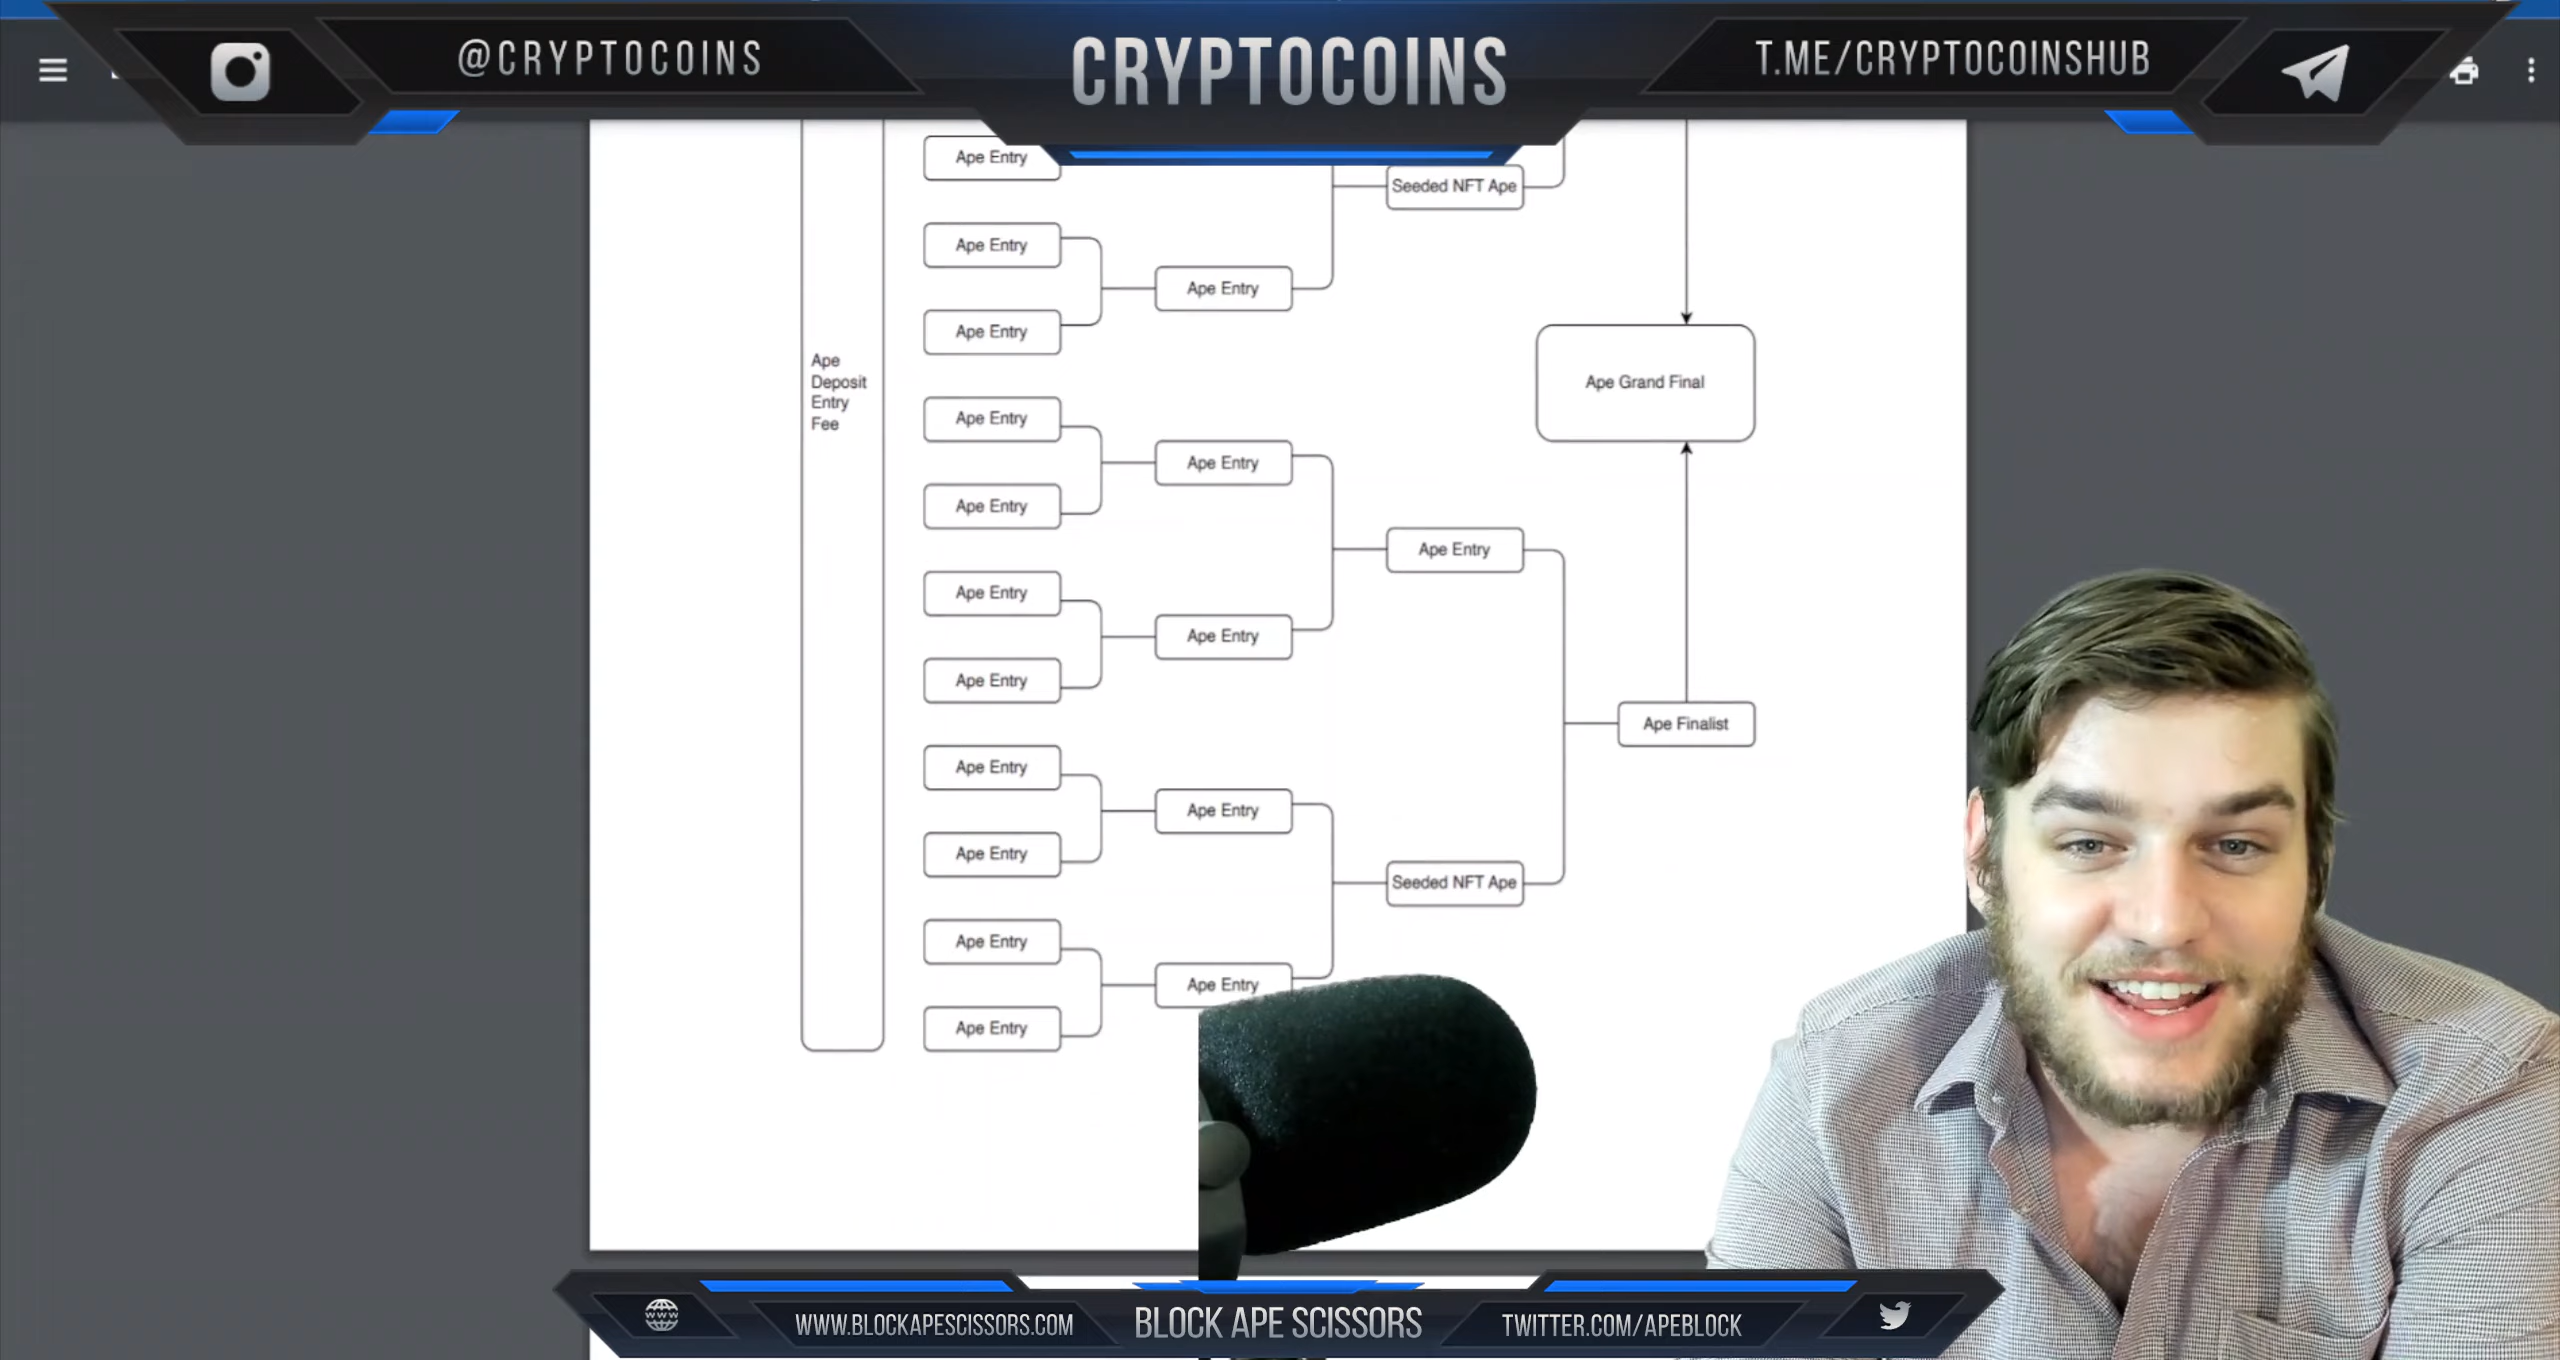 @CRYPTOCOINS
CRYPTOCOINS
T.ME/CRYPTOCOINSHUB
Ape Entry
Seeded NFT Ape
Ape Entry
Ape Entry
Ape Entry
Ape
Deposit
Entry
Fee
Ape Grand Final
Ape Entry
Ape Entry
Ape Entry
Ape Entry
Ape Entry
Ape Entry
Ape Entry
Ape Finalist
Ape Entry
Ape Entry
Ape Entry
Seeded NFT Ape
Ape Entry
Ape Entry
Ape Entry
WWW
WWW.BLOCKAPESCISSORS.COM
BLOCK APE SCISSORS
TWITTER.COM/APEBLOCK